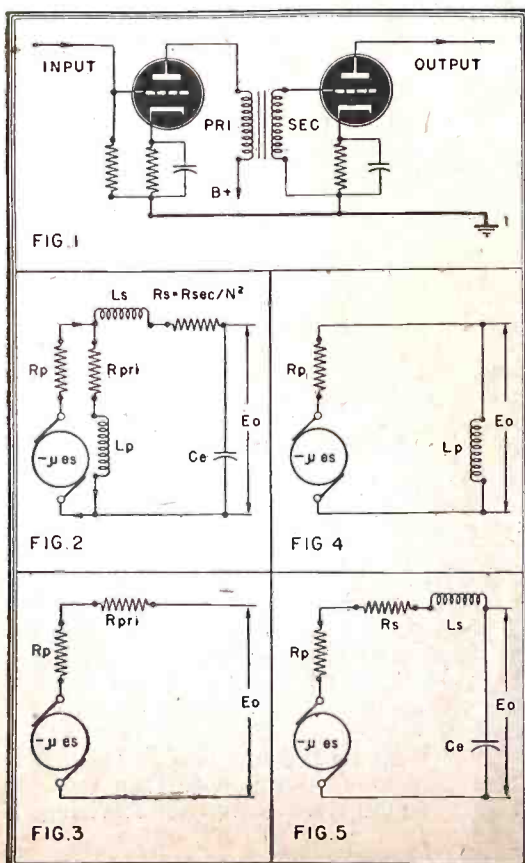 INPUT
OUTPUT
PRI
SEC
B+
FIG.1
Ls Rs=Rsec/N²
Rp
Rpri
Lp
Eo
Ce
-μ es
FIG.2
Rp
Lp
Eo
-μ es
FIG 4
Rpri
Rp
Eo
-μ es
FIG.3
Rs
Ls
Rp
Eo
Ce
-μ es
FIG.5